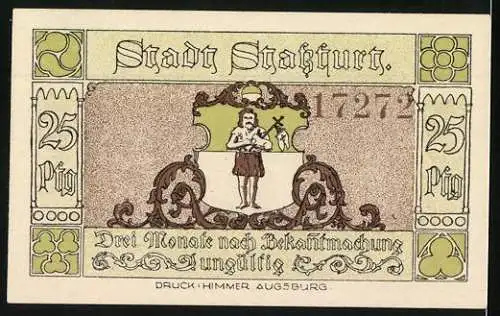 Stadt Staßfurt.
17272
25 Pfg
25 Pfg
Drei Monate nach Bekanntmachung
ungültig
DRUCK: HIMMER AUGSBURG.